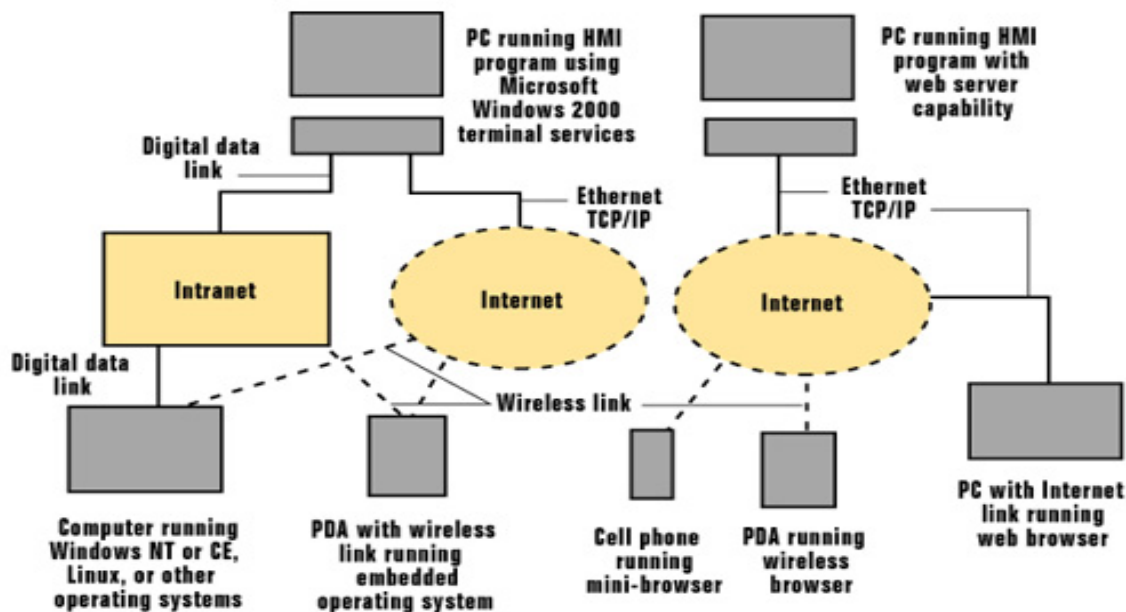 PC running HMI
program using
Microsoft
Windows 2000
terminal services
PC running HMI
program with
web server
capability
Digital data
link
Ethernet
TCP/IP
Ethernet
TCP/IP
Intranet
Internet
Internet
Digital data
link
Wireless link
Computer running
Windows NT or CE,
Linux, or other
operating systems
PDA with wireless
link running
embedded
operating system
Cell phone
running
mini-browser
PDA running
wireless
browser
PC with Internet
link running
web browser